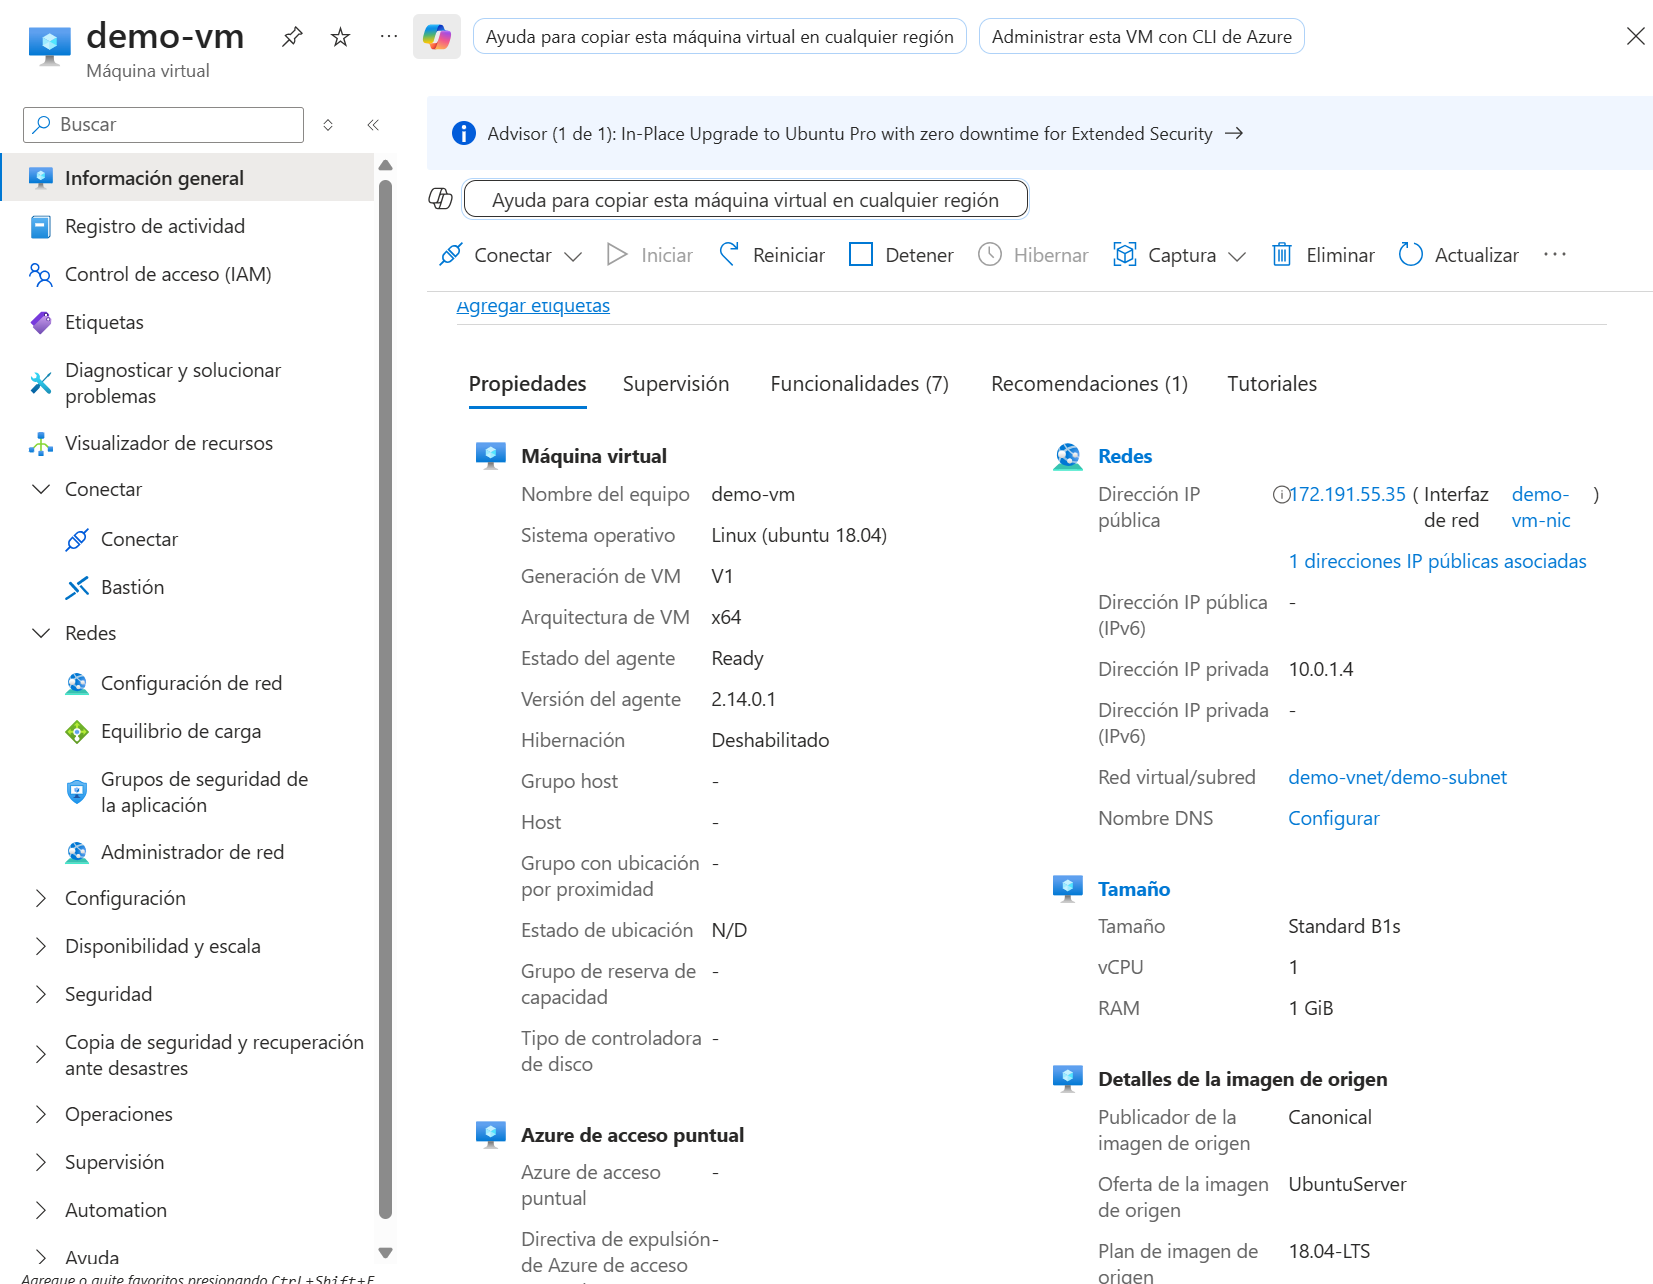 demo-vm
Máquina virtual
Ayuda para copiar esta máquina virtual en cualquier región
Administrar esta VM con CLI de Azure
Buscar
Información general
Registro de actividad
Control de acceso (IAM)
Etiquetas
Diagnosticar y solucionar
problemas
Visualizador de recursos
Conectar
Conectar
Bastión
Redes
Configuración de red
Equilibrio de carga
Grupos de seguridad de
la aplicación
Administrador de red
Configuración
Disponibilidad y escala
Seguridad
Copia de seguridad y recuperación
ante desastres
Operaciones
Supervisión
Automation
Ayuda
Agregue o quite favoritos presionando Ctrl+Shift+F
Advisor (1 de 1): In-Place Upgrade to Ubuntu Pro with zero downtime for Extended Security →
Ayuda para copiar esta máquina virtual en cualquier región
Conectar Iniciar Reiniciar Detener Hibernar Captura Eliminar Actualizar ···
Agregar etiquetas
Propiedades Supervisión Funcionalidades (7) Recomendaciones (1) Tutoriales
Máquina virtual
Nombre del equipo demo-vm
Sistema operativo Linux (ubuntu 18.04)
Generación de VM V1
Arquitectura de VM x64
Estado del agente Ready
Versión del agente 2.14.0.1
Hibernación Deshabilitado
Grupo host -
Host -
Grupo con ubicación -
por proximidad
Estado de ubicación N/D
Grupo de reserva de -
capacidad
Tipo de controladora -
de disco
Azure de acceso puntual
Azure de acceso -
puntual
Directiva de expulsión -
de Azure de acceso
Redes
Dirección IP 172.191.55.35 ( Interfaz demo- )
pública de red vm-nic
1 direcciones IP públicas asociadas
Dirección IP pública -
(IPv6)
Dirección IP privada 10.0.1.4
Dirección IP privada -
(IPv6)
Red virtual/subred demo-vnet/demo-subnet
Nombre DNS Configurar
Tamaño
Tamaño Standard B1s
vCPU 1
RAM 1 GiB
Detalles de la imagen de origen
Publicador de la Canonical
imagen de origen
Oferta de la imagen UbuntuServer
de origen
Plan de imagen de 18.04-LTS
origen